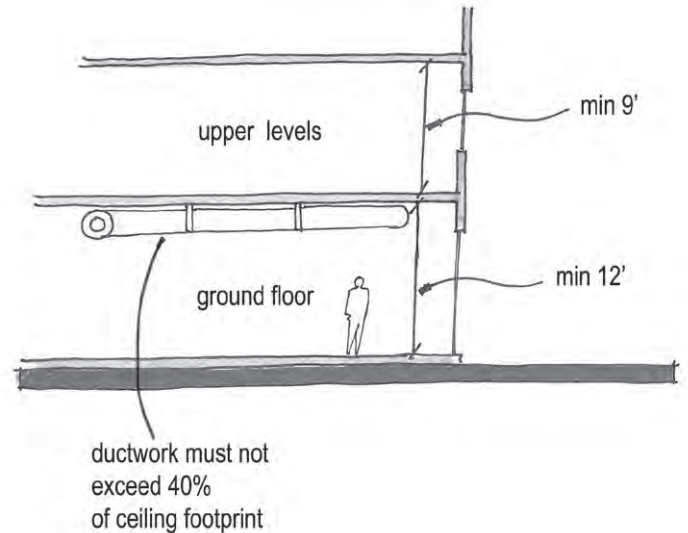 upper levels
min 9’
ground floor
min 12’
ductwork must not
exceed 40%
of ceiling footprint